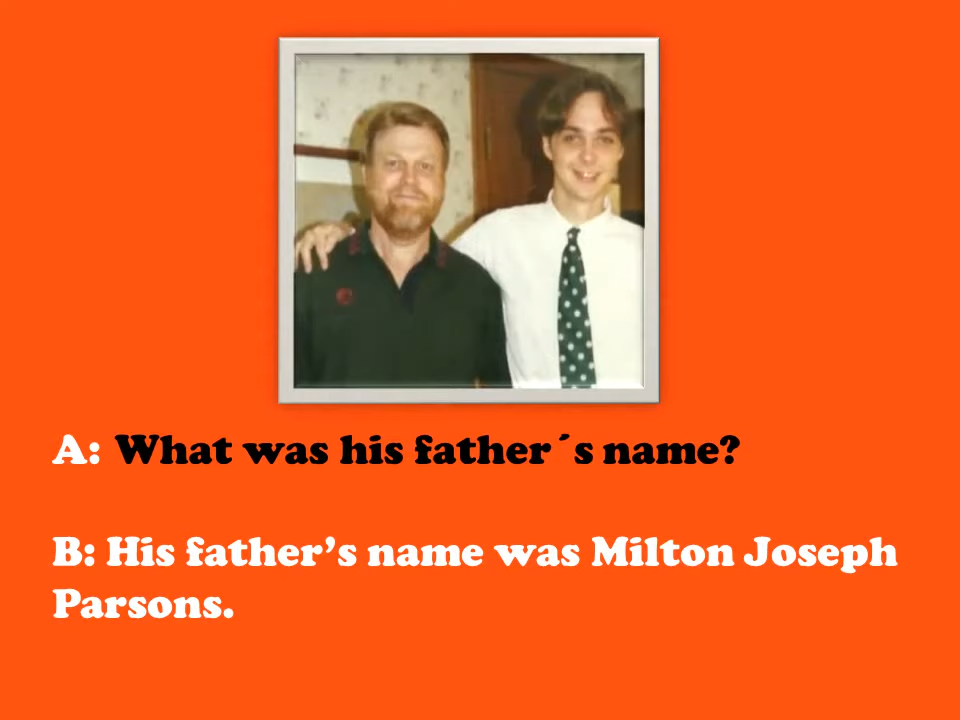 A: What was his father´s name?
B: His father’s name was Milton Joseph
Parsons.